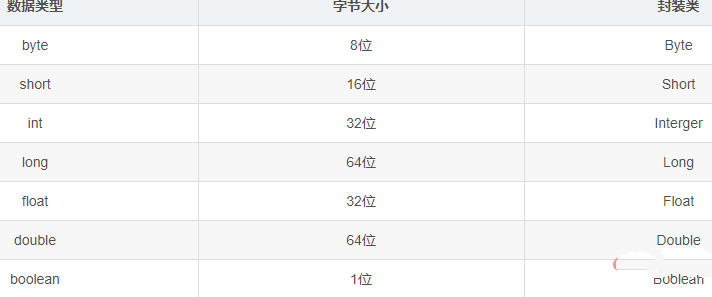 数据类型 字节大小 封装类
byte 8位 Byte
short 16位 Short
int 32位 Interger
long 64位 Long
float 32位 Float
double 64位 Double
boolean 1位 Boolean